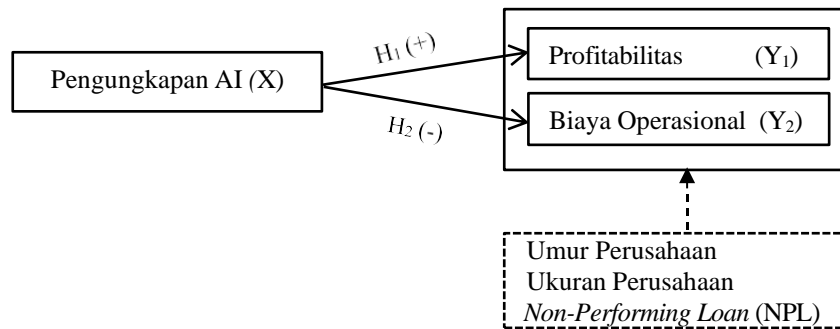 Pengungkapan AI (X)
H₁ (+)
H₂ (-)
Profitabilitas (Y₁)
Biaya Operasional (Y₂)
Umur Perusahaan
Ukuran Perusahaan
Non-Performing Loan (NPL)